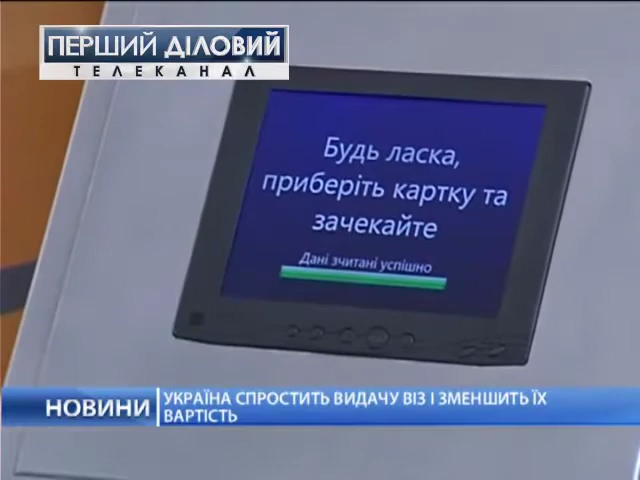 ПЕРШИЙ ДІЛОВИЙ
ТЕЛЕКАНАЛ
Будь ласка,
приберіть картку та
зачекайте
Дані зчитані успішно
НОВИНИ
УКРАЇНА СПРОСТИТЬ ВИДАЧУ ВІЗ І ЗМЕНШИТЬ ЇХ
ВАРТІСТЬ